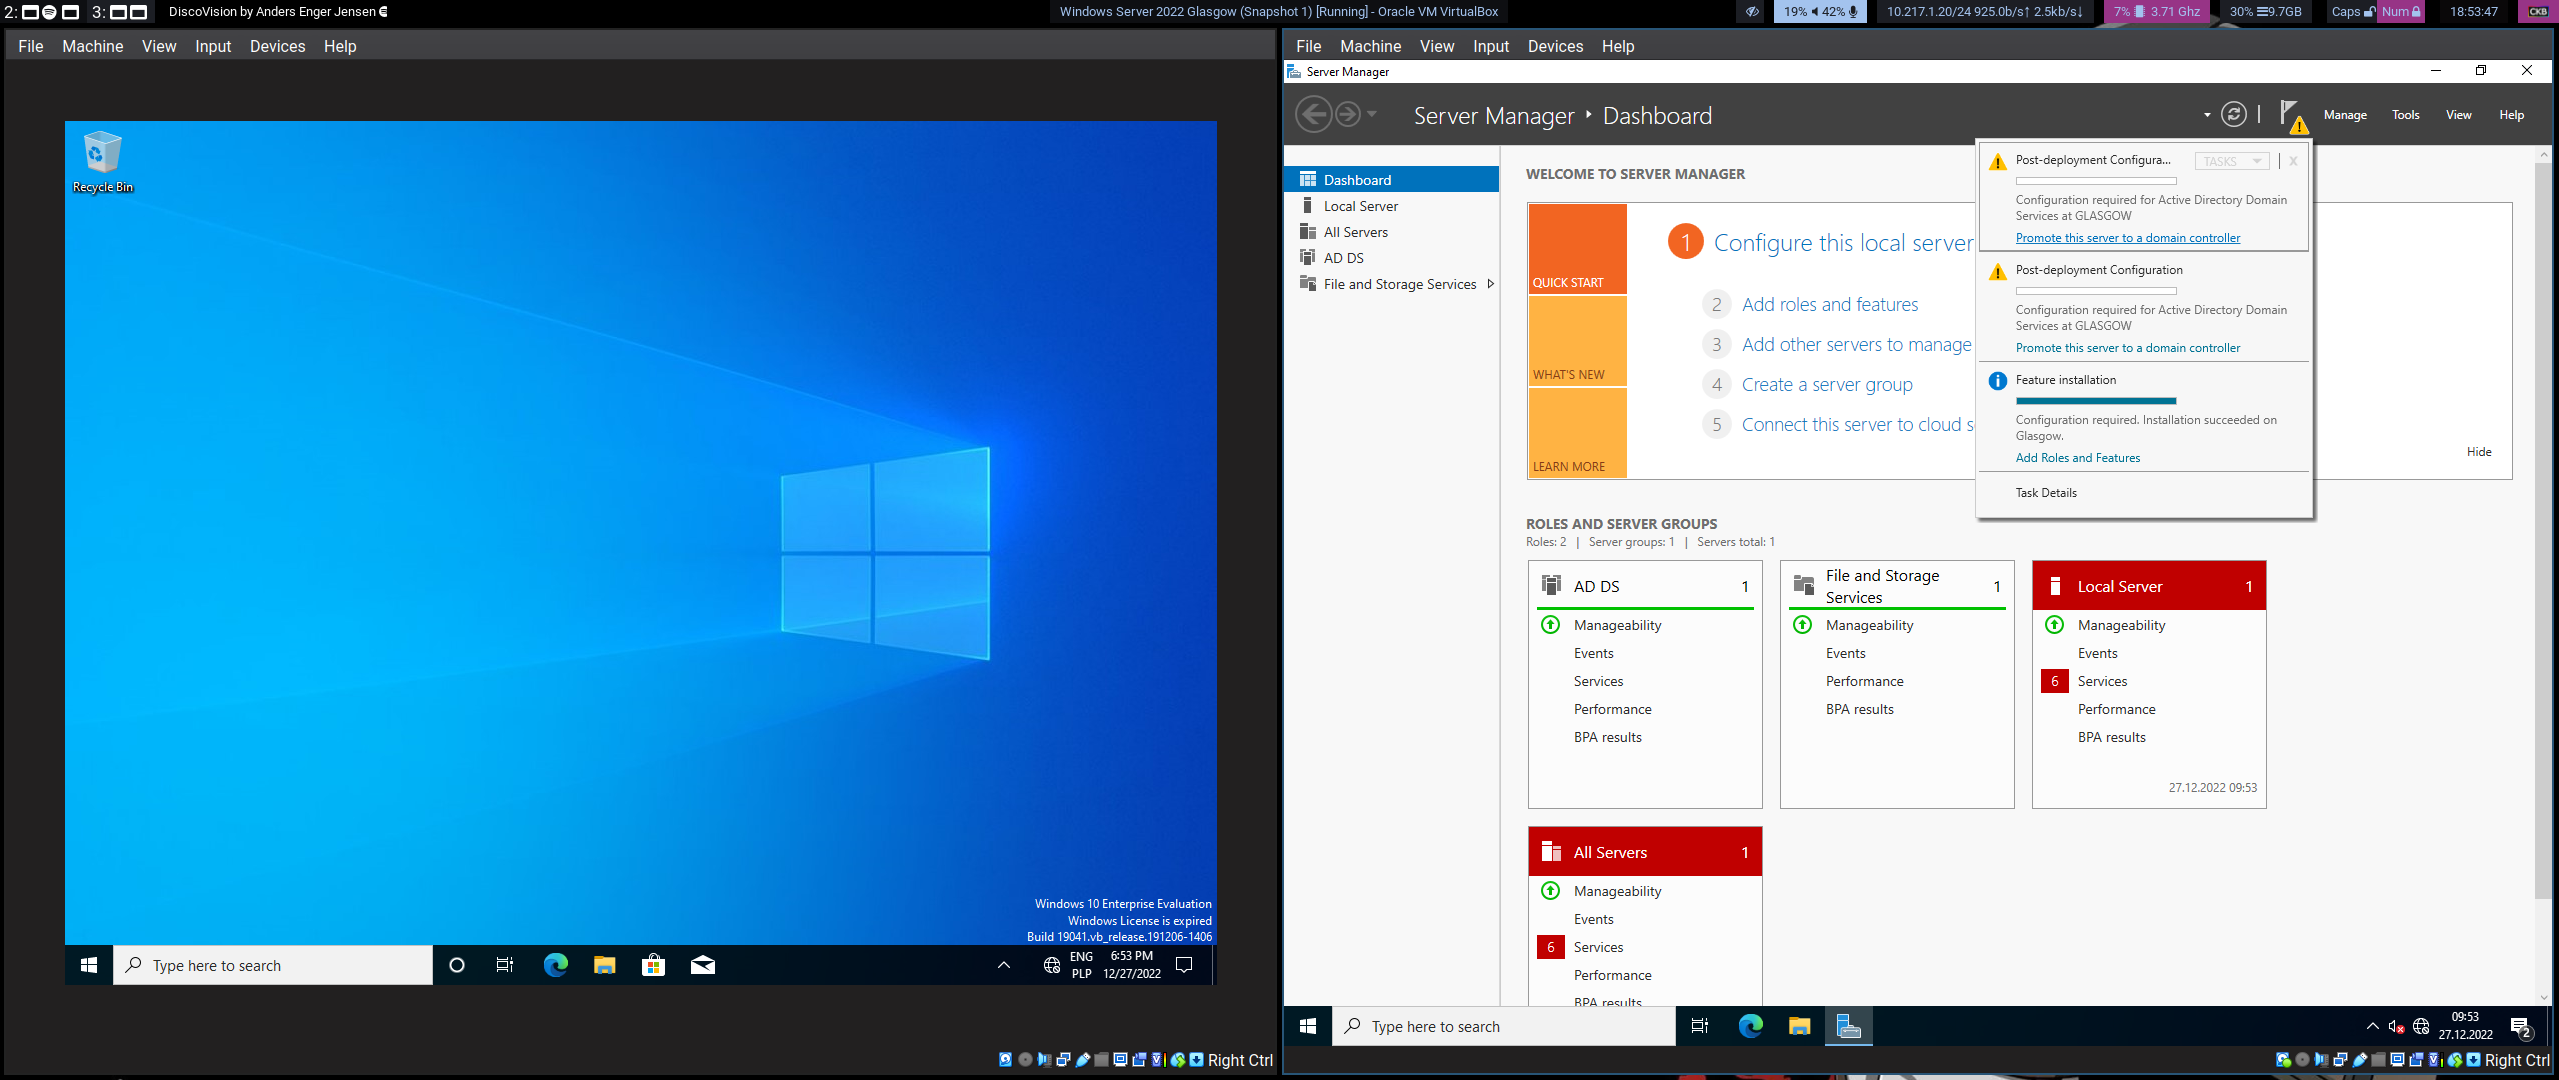 2:
3:
DiscoVision by Anders Enger Jensen
Windows Server 2022 Glasgow (Snapshot 1) [Running] - Oracle VM VirtualBox
19% 42%
10.217.1.20/24 925.0b/s↑ 2.5kb/s↓
7% 3.71 Ghz
30% 9.7GB
Caps Num
18:53:47
CKB
File Machine View Input Devices Help
Recycle Bin
Windows 10 Enterprise Evaluation
Windows License is expired
Build 19041.vb_release.191206-1406
Type here to search
ENG
PLP
6:53 PM
12/27/2022
Right Ctrl
File Machine View Input Devices Help
Server Manager
Server Manager ‣ Dashboard
Manage Tools View Help
Dashboard
Local Server
All Servers
AD DS
File and Storage Services
WELCOME TO SERVER MANAGER
QUICK START
WHAT'S NEW
LEARN MORE
1 Configure this local server
2 Add roles and features
3 Add other servers to manage
4 Create a server group
5 Connect this server to cloud s
Hide
Post-deployment Configura...
TASKS
X
Configuration required for Active Directory Domain
Services at GLASGOW
Promote this server to a domain controller
Post-deployment Configuration
Configuration required for Active Directory Domain
Services at GLASGOW
Promote this server to a domain controller
Feature installation
Configuration required. Installation succeeded on
Glasgow.
Add Roles and Features
Task Details
ROLES AND SERVER GROUPS
Roles: 2 | Server groups: 1 | Servers total: 1
AD DS 1
Manageability
Events
Services
Performance
BPA results
File and Storage
Services 1
Manageability
Events
Performance
BPA results
Local Server 1
Manageability
Events
6 Services
Performance
BPA results
27.12.2022 09:53
All Servers 1
Manageability
Events
6 Services
Performance
BPA results
Type here to search
09:53
27.12.2022
2
Right Ctrl